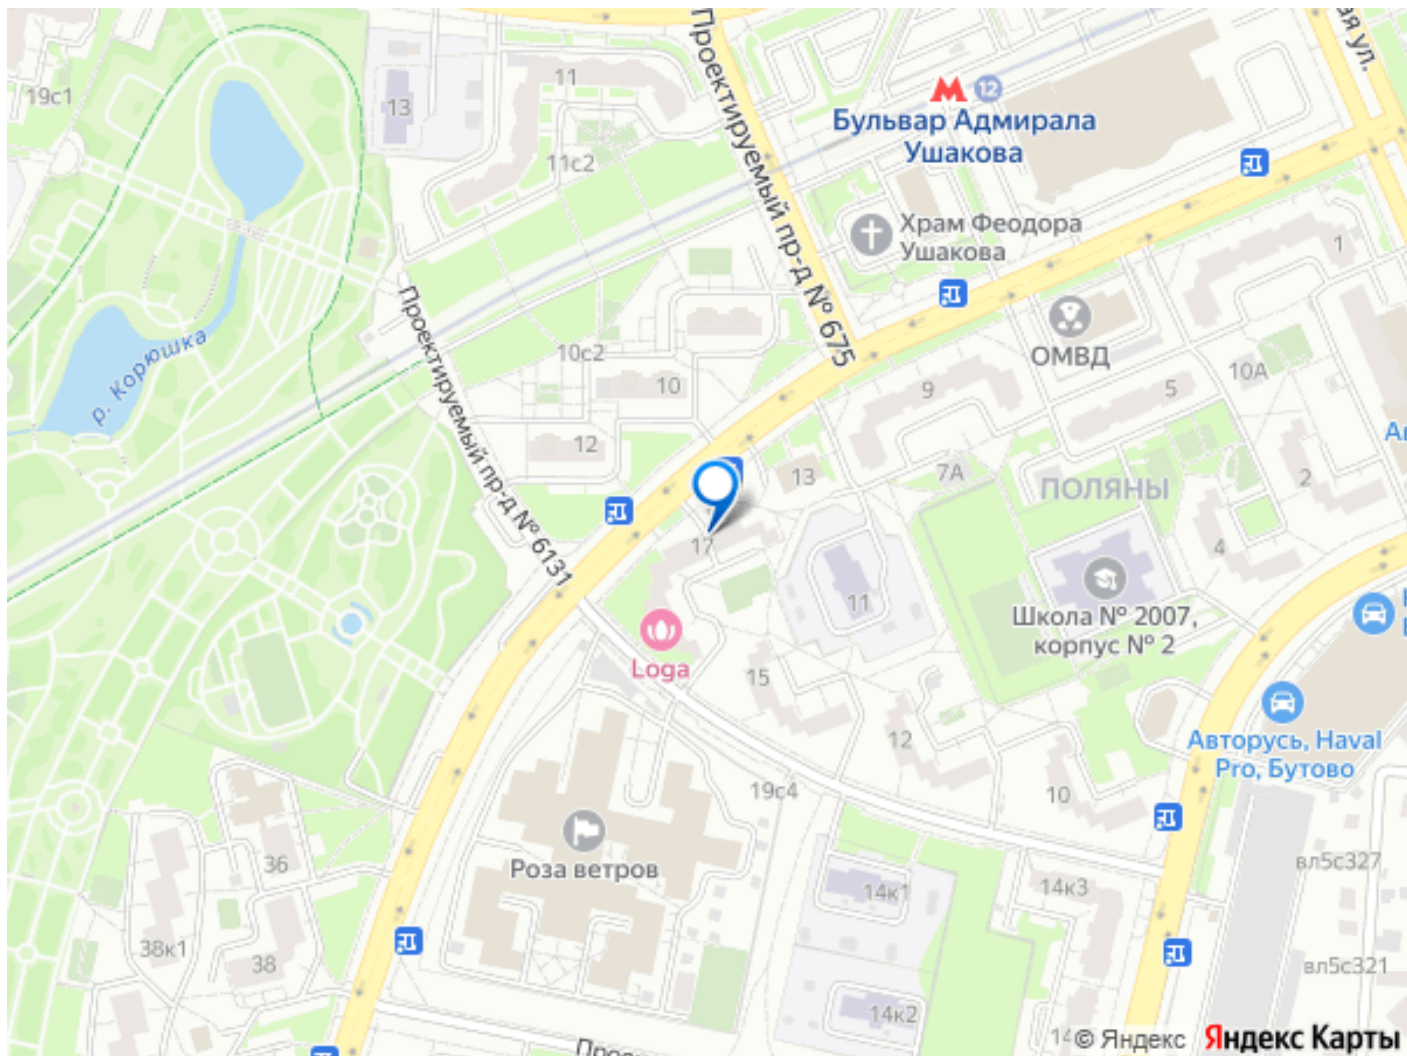 19с1
13
11
11с2
Проектируемый пр-д № 675
12
Бульвар Адмирала
Ушакова
Храм Феодора
Ушакова
1
р. Корюшка
Проектируемый пр-д № 6131
10с2
10
12
ОМВД
9
5
10А
13
7А
ПОЛЯНЫ
2
4
17
11
Школа № 2007,
корпус № 2
Loga
15
12
10
Авторусь, Haval
Pro, Бутово
19с4
Роза ветров
36
38к1
38
14к1
14к3
14к2
вл5с327
вл5с321
© Яндекс Яндекс Карты